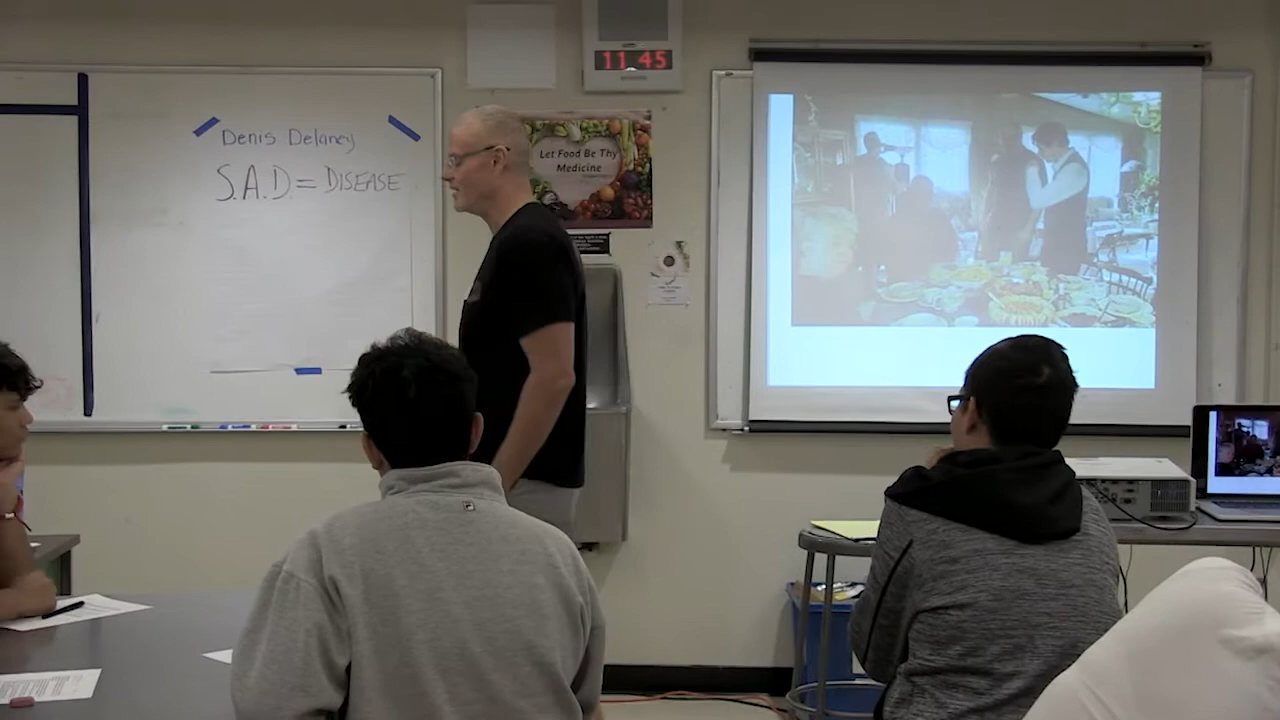 11 45
Denis Delaney
S.A.D = DISEASE
Let Food Be Thy
Medicine